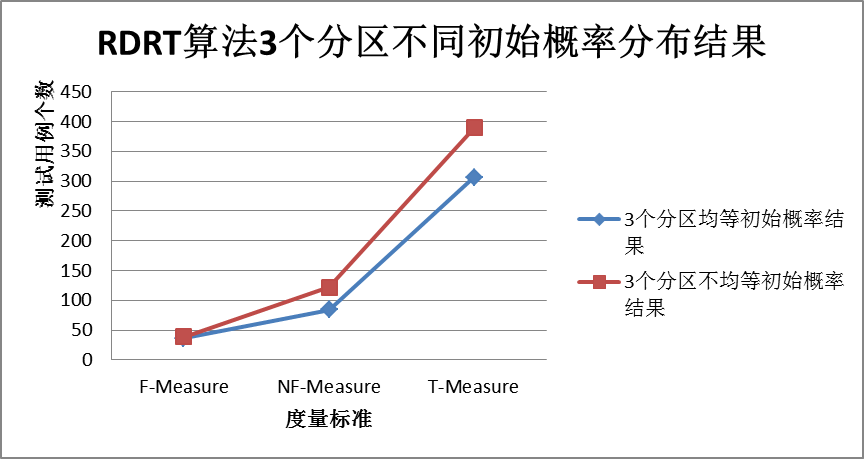 RDRT算法3个分区不同初始概率分布结果
测试用例个数
450
400
350
300
250
200
150
100
50
0
F-Measure
NF-Measure
T-Measure
度量标准
3个分区均等初始概率结
果
3个分区不均等初始概率
结果